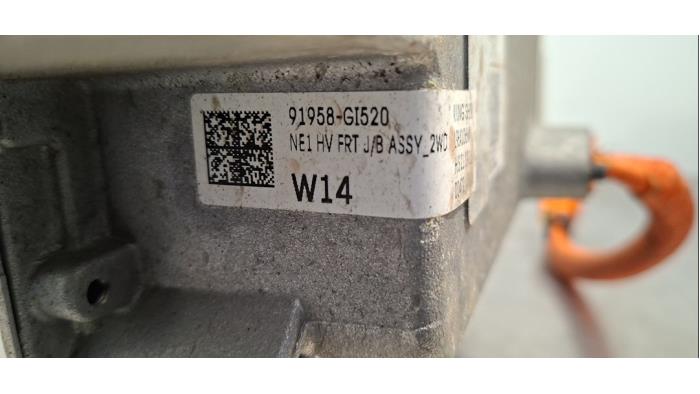 91958-GI520
NE1 HV FRT J/B ASSY_2WD
W14